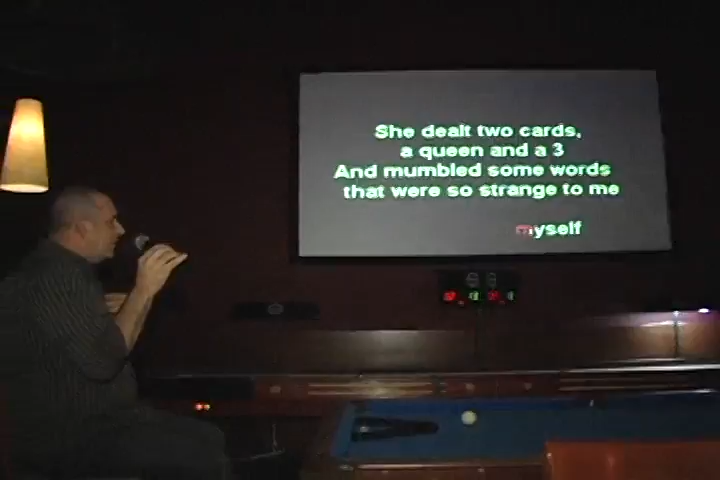 She dealt two cards,
a queen and a 3
And mumbled some words
that were so strange to me
myself